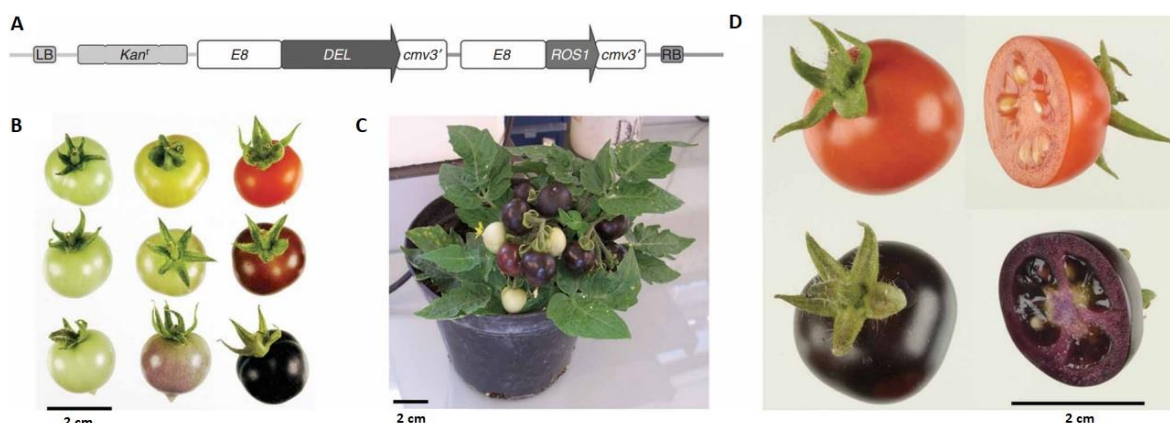 A
LB
Kanʳ
E8
DEL
cmv3'
E8
ROS1
cmv3'
RB
B
2 cm
C
2 cm
D
2 cm